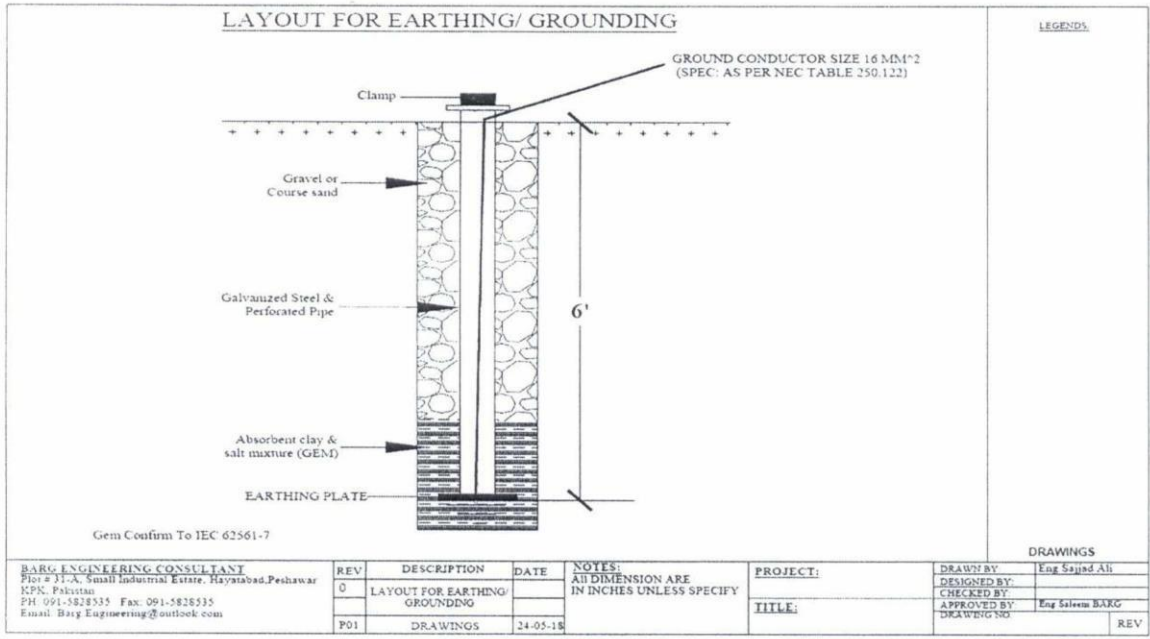 LAYOUT FOR EARTHING/ GROUNDING
LEGENDS:
GROUND CONDUCTOR SIZE 16 MM^2
(SPEC: AS PER NEC TABLE 250.122)
Clamp
Gravel or
Course sand
Galvanized Steel &
Perforated Pipe
6'
Absorbent clay &
salt mixture (GEM)
EARTHING PLATE
Gem Confirm To IEC 62561-7
DRAWINGS
BARG ENGINEERING CONSULTANT
Plot # 31-A, Small Industrial Estate, Hayatabad,Peshawar
KPK, Pakistan
PH: 091-5828535 Fax: 091-5828535
Email: Barg Engineering@outlook com
REV DESCRIPTION DATE
0 LAYOUT FOR EARTHING/
GROUNDING
P01 DRAWINGS 24-05-18
NOTES:
All DIMENSION ARE
IN INCHES UNLESS SPECIFY
PROJECT:
TITLE:
DRAWN BY Eng Sajjad Ali
DESIGNED BY:
CHECKED BY:
APPROVED BY Eng Saleem BARG
DRAWING NO
REV